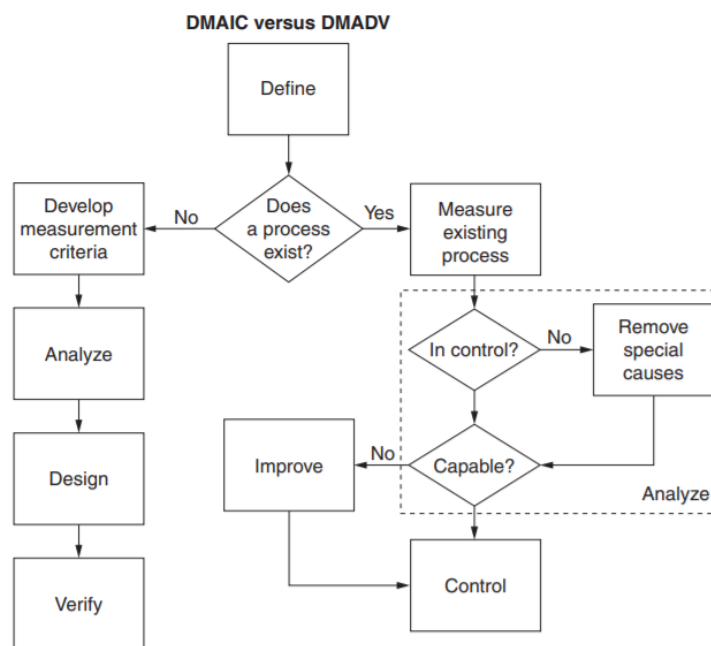 DMAIC versus DMADV
Define
Does
a process
exist?
No
Yes
Develop
measurement
criteria
Measure
existing
process
Analyze
In control?
No
Remove
special
causes
Design
Improve
No
Capable?
Analyze
Verify
Control